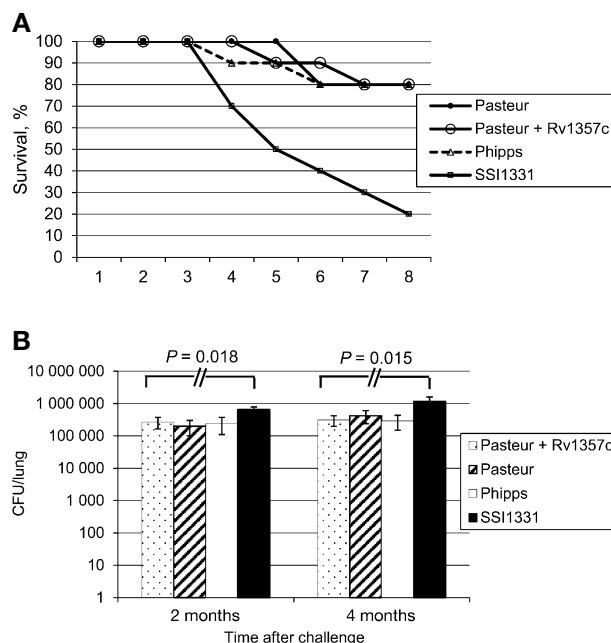 A
100
90
80
70
60
50
40
30
20
10
0
Survival, %
1 2 3 4 5 6 7 8
Pasteur
Pasteur + Rv1357c
Phipps
SSI1331
B
P = 0.018
P = 0.015
10 000 000
1 000 000
100 000
10 000
1 000
100
10
1
CFU/lung
2 months
4 months
Time after challenge
Pasteur + Rv1357c
Pasteur
Phipps
SSI1331